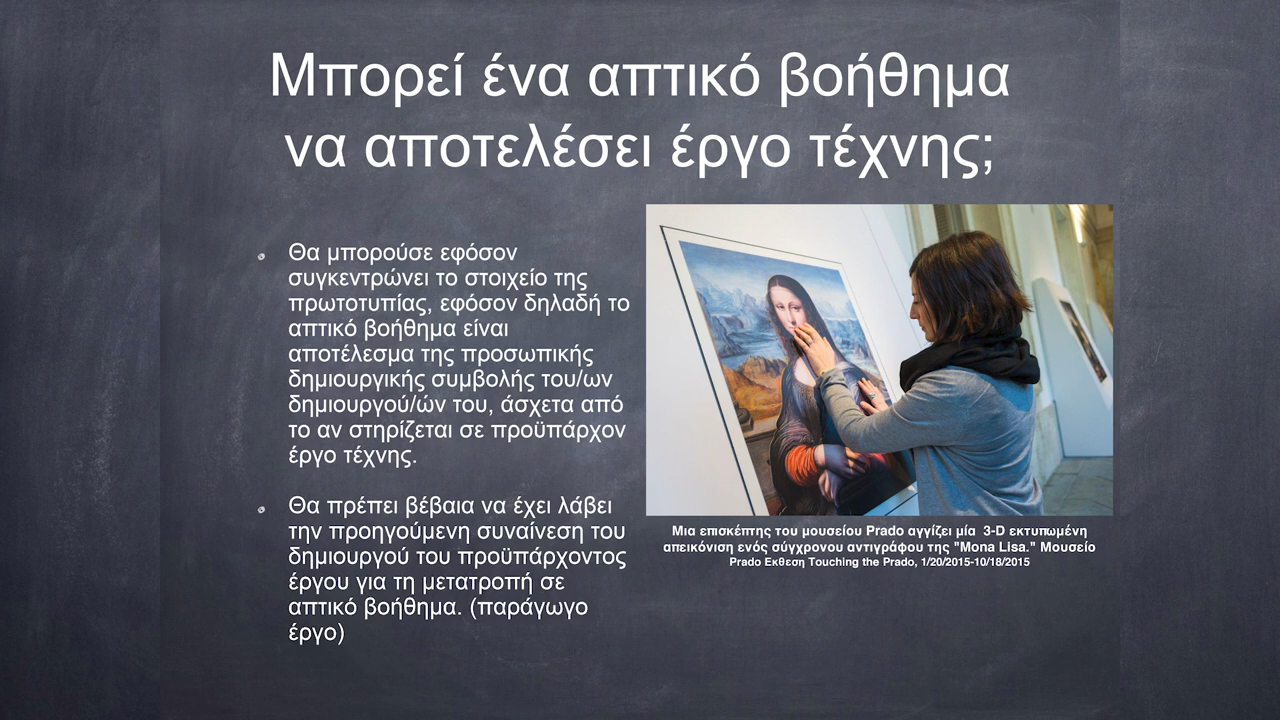 Μπορεί ένα απτικό βοήθημα
να αποτελέσει έργο τέχνης;
Θα μπορούσε εφόσον
συγκεντρώνει το στοιχείο της
πρωτοτυπίας, εφόσον δηλαδή το
απτικό βοήθημα είναι
αποτέλεσμα της προσωπικής
δημιουργικής συμβολής του/ων
δημιουργού/ών του, άσχετα από
το αν στηρίζεται σε προϋπάρχον
έργο τέχνης.
Θα πρέπει βέβαια να έχει λάβει
την προηγούμενη συναίνεση του
δημιουργού του προϋπάρχοντος
έργου για τη μετατροπή σε
απτικό βοήθημα. (παράγωγο
έργο)
Μια επισκέπτης του μουσείου Prado αγγίζει μία 3-D εκτυπωμένη
απεικόνιση ενός σύγχρονου αντιγράφου της "Mona Lisa." Μουσείο
Prado Εκθεση Touching the Prado, 1/20/2015-10/18/2015